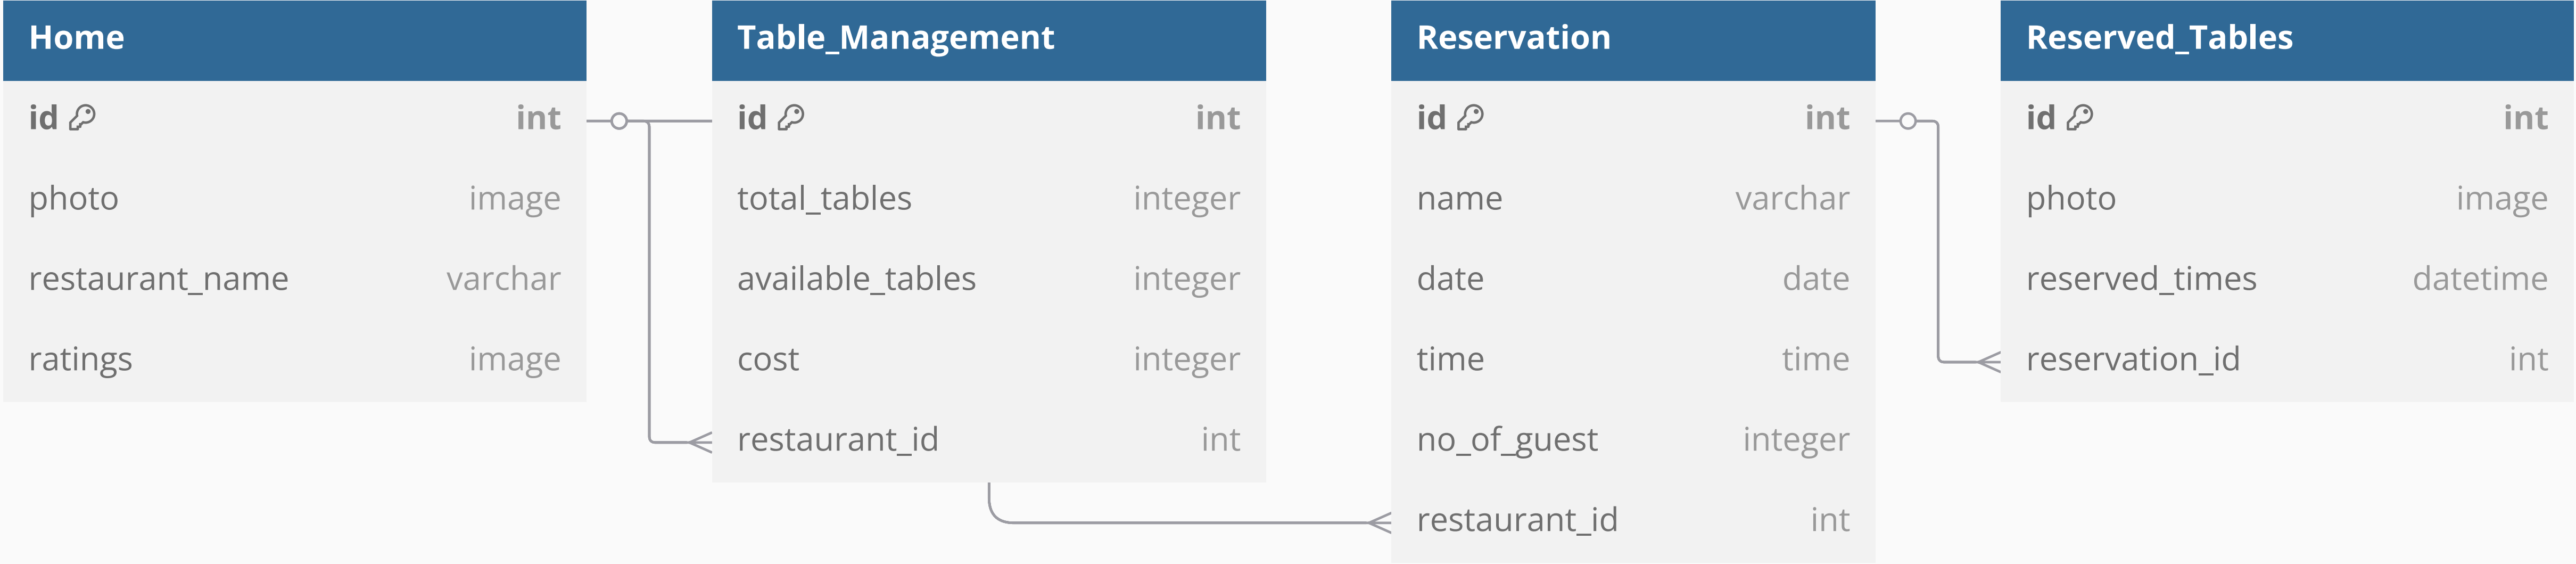 Home
id int
photo image
restaurant_name varchar
ratings image
Table_Management
id int
total_tables integer
available_tables integer
cost integer
restaurant_id int
Reservation
id int
name varchar
date date
time time
no_of_guest integer
restaurant_id int
Reserved_Tables
id int
photo image
reserved_times datetime
reservation_id int